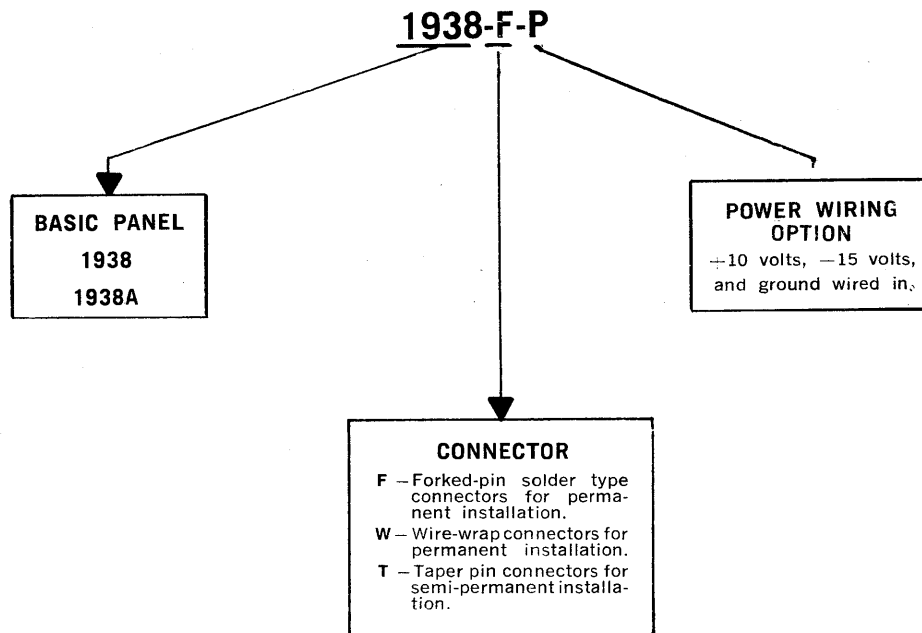 1938-F-P
BASIC PANEL
1938
1938A
POWER WIRING
OPTION
+10 volts, −15 volts,
and ground wired in.
CONNECTOR
F – Forked-pin solder type
connectors for perma-
nent installation.
W – Wire-wrap connectors for
permanent installation.
T – Taper pin connectors for
semi-permanent installa-
tion.